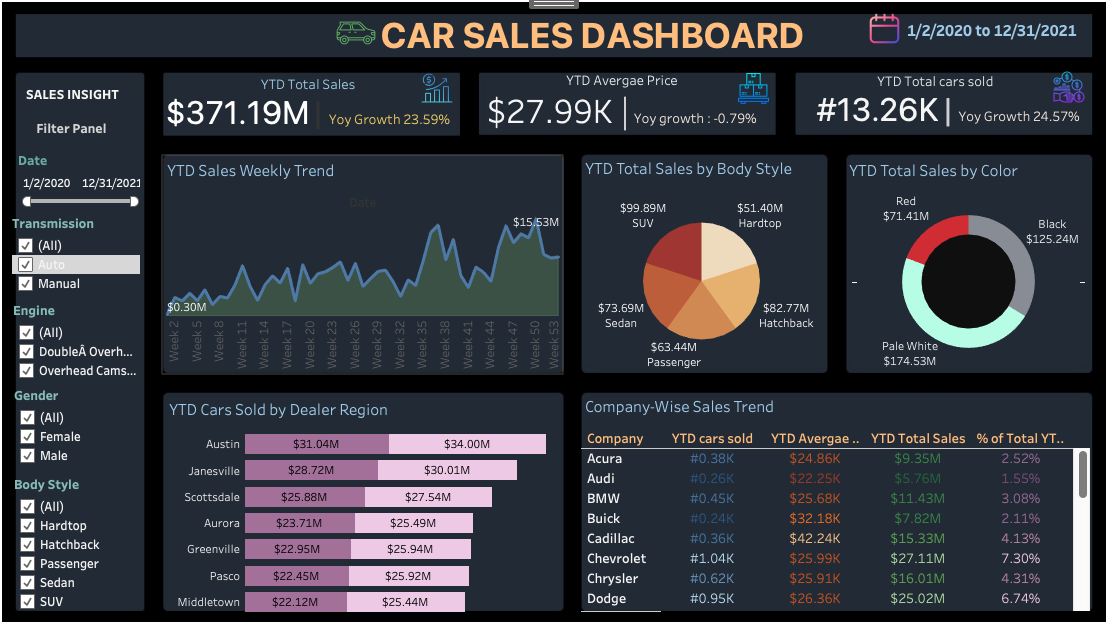 CAR SALES DASHBOARD
1/2/2020 to 12/31/2021
SALES INSIGHT
Filter Panel
Date
1/2/2020 12/31/2021
Transmission
(All)
Auto
Manual
Engine
(All)
DoubleÂ Overh...
Overhead Cams...
Gender
(All)
Female
Male
Body Style
(All)
Hardtop
Hatchback
Passenger
Sedan
SUV
YTD Total Sales
$371.19M
Yoy Growth 23.59%
YTD Avergae Price
$27.99K
Yoy growth : -0.79%
YTD Total cars sold
#13.26K
Yoy Growth 24.57%
YTD Sales Weekly Trend
Date
$15.53M
$0.30M
Week 2
Week 5
Week 8
Week 11
Week 14
Week 17
Week 20
Week 23
Week 26
Week 29
Week 32
Week 35
Week 38
Week 41
Week 44
Week 47
Week 50
Week 53
YTD Total Sales by Body Style
$99.89M
SUV
$51.40M
Hardtop
$73.69M
Sedan
$82.77M
Hatchback
$63.44M
Passenger
YTD Total Sales by Color
Red
$71.41M
Black
$125.24M
Pale White
$174.53M
YTD Cars Sold by Dealer Region
Austin $31.04M $34.00M
Janesville $28.72M $30.01M
Scottsdale $25.88M $27.54M
Aurora $23.71M $25.49M
Greenville $22.95M $25.94M
Pasco $22.45M $25.92M
Middletown $22.12M $25.44M
Company-Wise Sales Trend
Company YTD cars sold YTD Avergae .. YTD Total Sales % of Total YT..
Acura #0.38K $24.86K $9.35M 2.52%
Audi #0.26K $22.25K $5.76M 1.55%
BMW #0.45K $25.68K $11.43M 3.08%
Buick #0.24K $32.18K $7.82M 2.11%
Cadillac #0.36K $42.24K $15.33M 4.13%
Chevrolet #1.04K $25.99K $27.11M 7.30%
Chrysler #0.62K $25.91K $16.01M 4.31%
Dodge #0.95K $26.36K $25.02M 6.74%